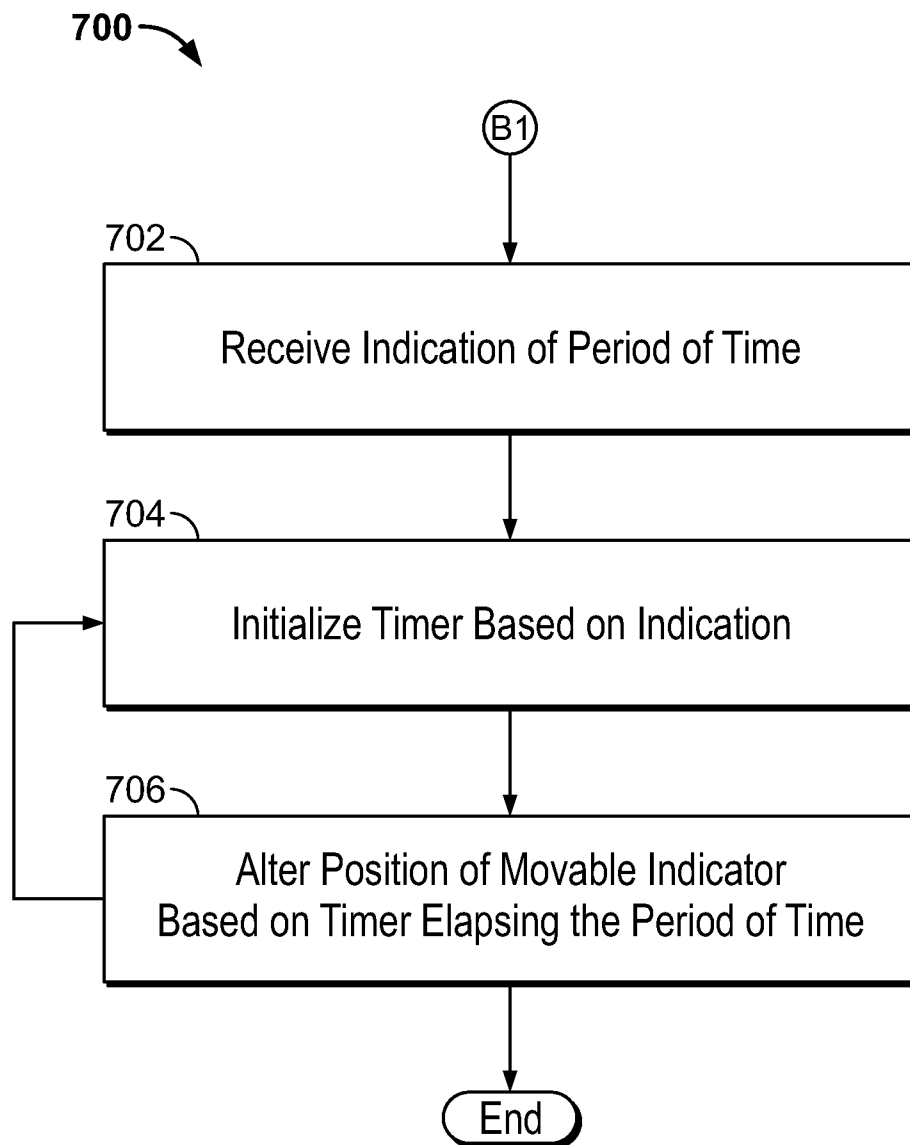 700
B1
702
Receive Indication of Period of Time
704
Initialize Timer Based on Indication
706
Alter Position of Movable Indicator
Based on Timer Elapsing the Period of Time
End